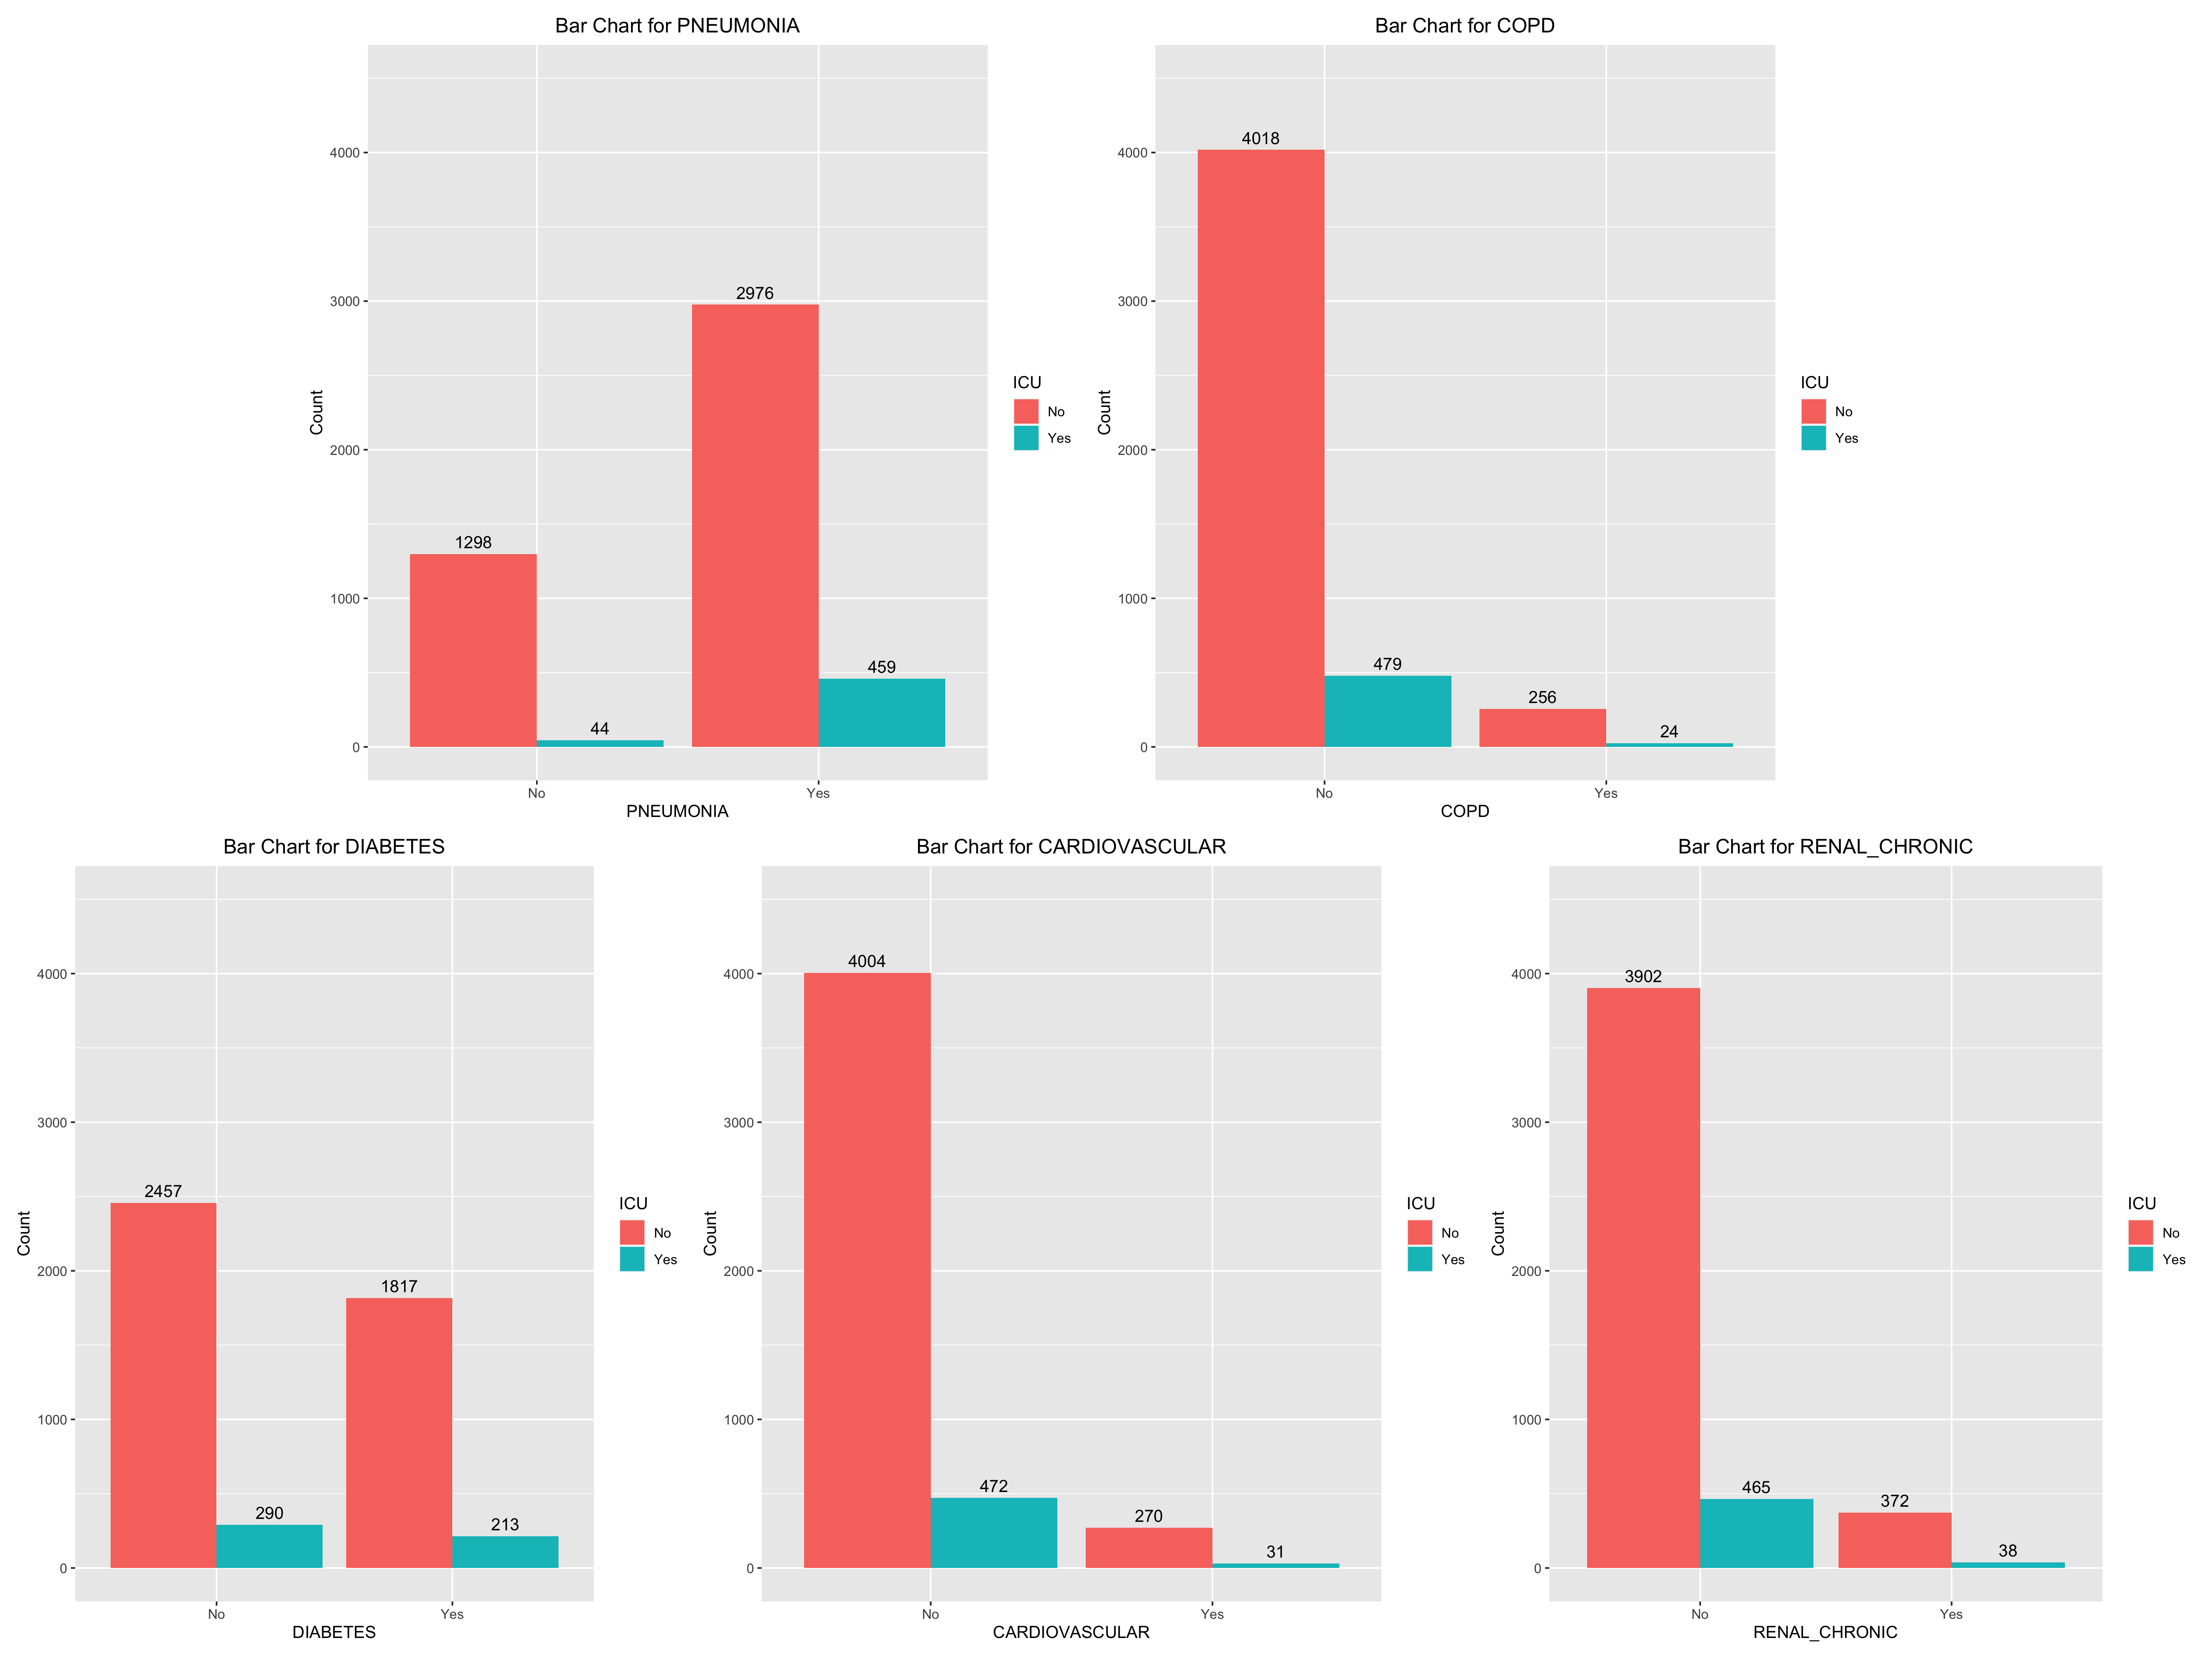 Bar Chart for PNEUMONIA
4000
3000
2000
1000
0
Count
1298
44
2976
459
No
Yes
PNEUMONIA
ICU
No
Yes
Bar Chart for COPD
4000
3000
2000
1000
0
Count
4018
479
256
24
No
Yes
COPD
ICU
No
Yes
Bar Chart for DIABETES
4000
3000
2000
1000
0
Count
2457
290
1817
213
No
Yes
DIABETES
ICU
No
Yes
Bar Chart for CARDIOVASCULAR
4000
3000
2000
1000
0
Count
4004
472
270
31
No
Yes
CARDIOVASCULAR
ICU
No
Yes
Bar Chart for RENAL_CHRONIC
4000
3000
2000
1000
0
Count
3902
465
372
38
No
Yes
RENAL_CHRONIC
ICU
No
Yes